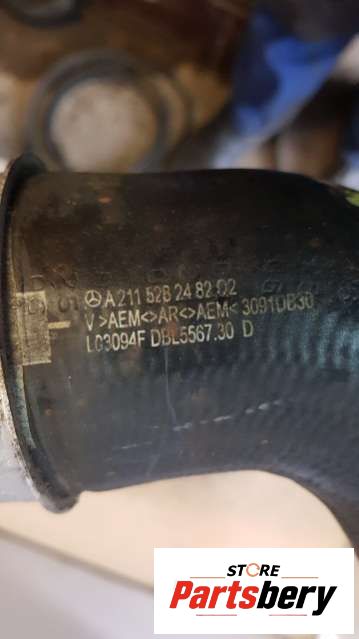 A 211 528 24 82 02
V >AEM<>AR<>AEM< 3091DB30
L03094F DBL5567.30 D
STORE
Partsbery